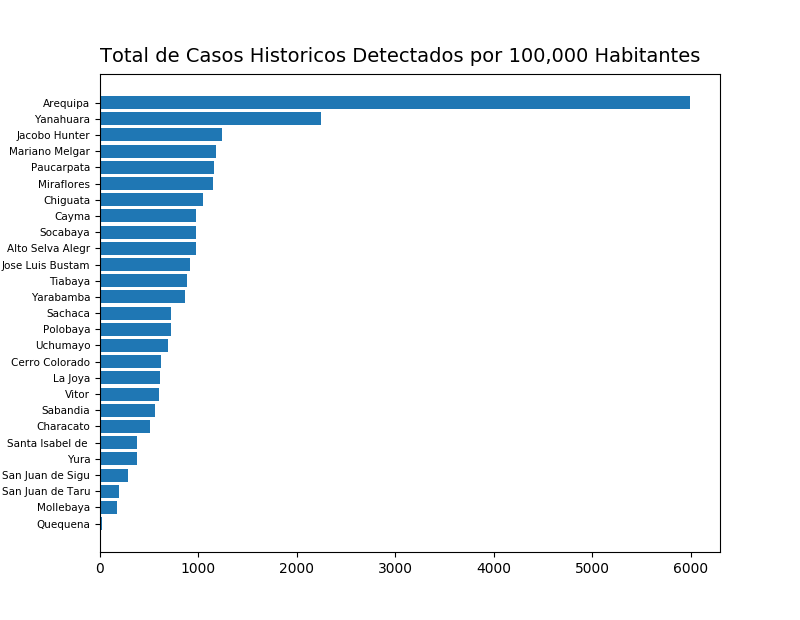 Total de Casos Historicos Detectados por 100,000 Habitantes
Arequipa
Yanahuara
Jacobo Hunter
Mariano Melgar
Paucarpata
Miraflores
Chiguata
Cayma
Socabaya
Alto Selva Alegr
Jose Luis Bustam
Tiabaya
Yarabamba
Sachaca
Polobaya
Uchumayo
Cerro Colorado
La Joya
Vitor
Sabandia
Characato
Santa Isabel de
Yura
San Juan de Sigu
San Juan de Taru
Mollebaya
Quequena
0 1000 2000 3000 4000 5000 6000